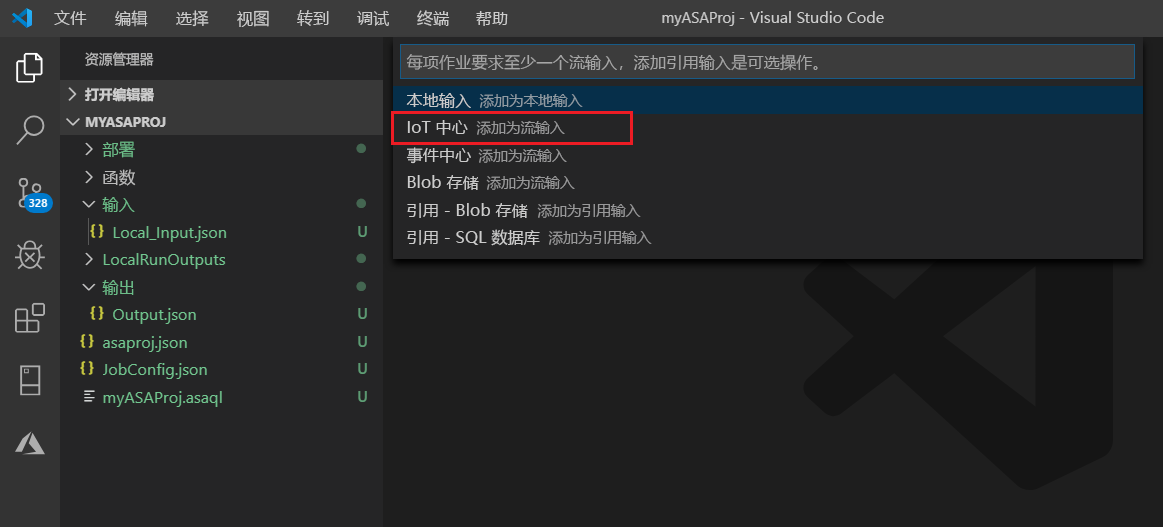 文件 编辑 选择 视图 转到 调试 终端 帮助 myASAProj - Visual Studio Code
资源管理器
打开编辑器
MYASAPROJ
部署
函数
输入
Local_Input.json U
LocalRunOutputs
输出
Output.json U
asaproj.json U
JobConfig.json U
myASAProj.asaql U
328
每项作业要求至少一个流输入，添加引用输入是可选操作。
本地输入 添加为本地输入
IoT 中心 添加为流输入
事件中心 添加为流输入
Blob 存储 添加为流输入
引用 - Blob 存储 添加为引用输入
引用 - SQL 数据库 添加为引用输入